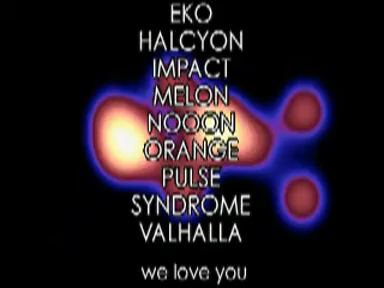 EKO
HALCYON
IMPACT
MELON
NOOON
ORANGE
PULSE
SYNDROME
VALHALLA
we love you